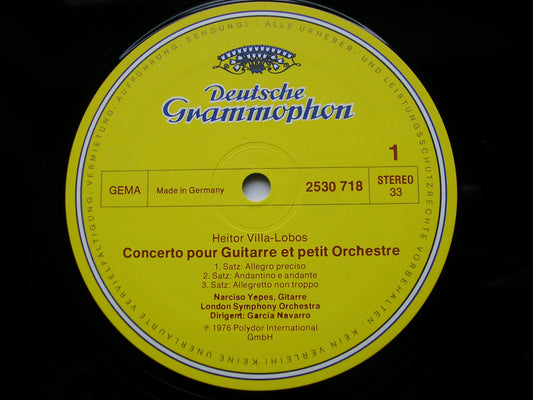 ALLE URHEBER- UND LEISTUNGSSCHUTZRECHTE VORBEHALTEN · KEIN VERLEIH! · KEINE UNERLAUBTE VERVIELFÄLTIGUNG, VERMIETUNG, AUFFÜHRUNG, SENDUNG! ·
Deutsche
Grammophon
1
GEMA
Made in Germany
2530 718
STEREO
33
Heitor Villa-Lobos
Concerto pour Guitarre et petit Orchestre
1. Satz: Allegro preciso
2. Satz: Andantino e andante
3. Satz: Allegretto non troppo
Narciso Yepes, Gitarre
London Symphony Orchestra
Dirigent: Garcia Navarro
℗ 1976 Polydor International
GmbH